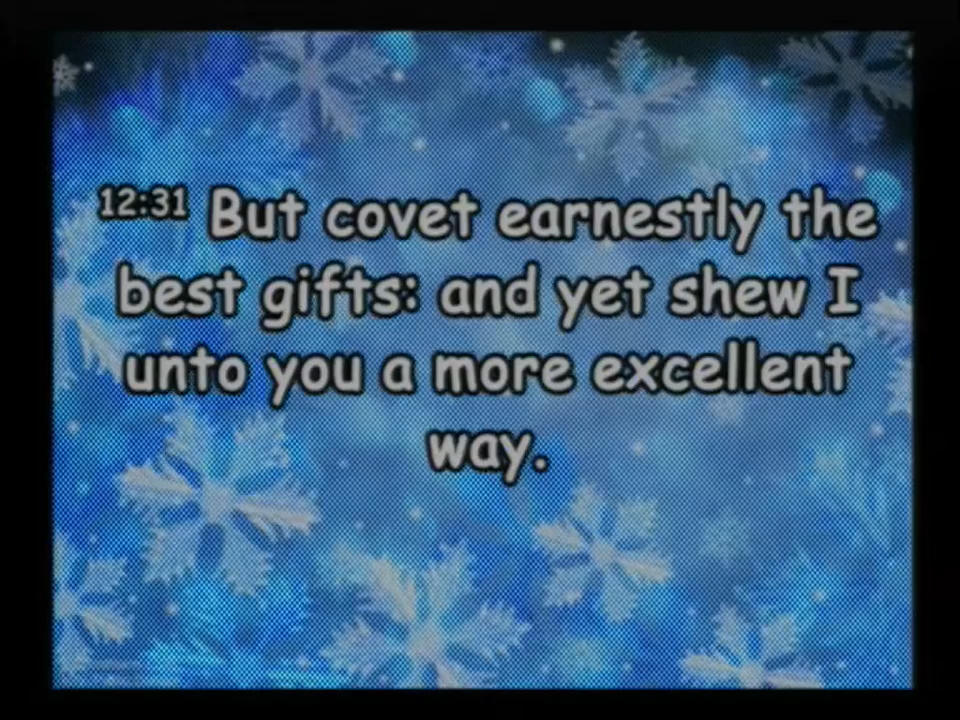 12:31 But covet earnestly the
best gifts: and yet shew I
unto you a more excellent
way.